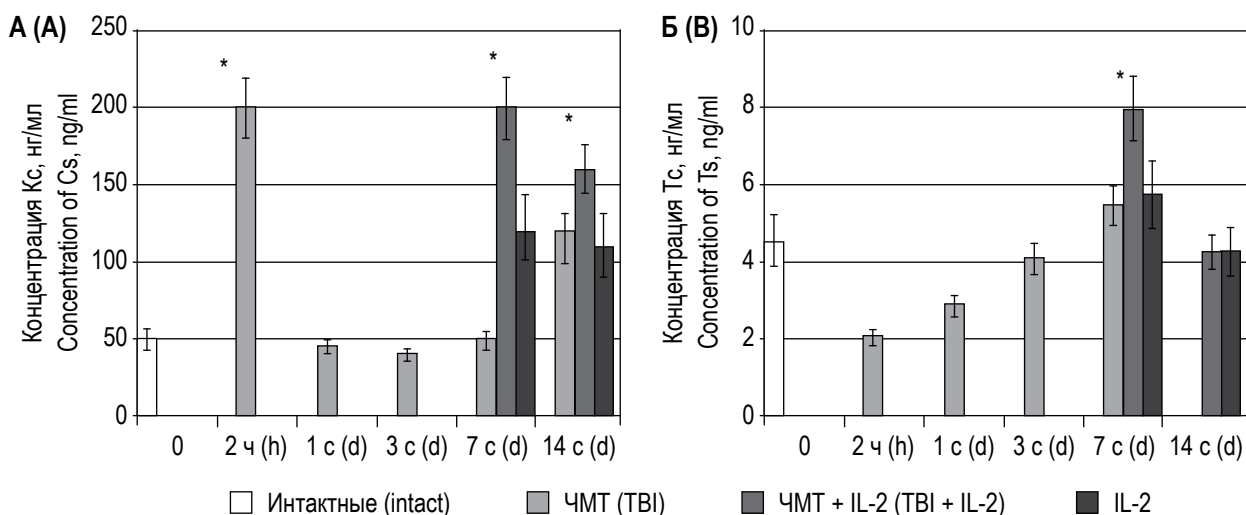 А (A)
Концентрация Кс, нг/мл
Concentration of Cs, ng/ml
250
200
150
100
50
0
*
*
*
0
2 ч (h)
1 с (d)
3 с (d)
7 с (d)
14 с (d)
Б (B)
Концентрация Тс, нг/мл
Concentration of Ts, ng/ml
10
8
6
4
2
0
*
0
2 ч (h)
1 с (d)
3 с (d)
7 с (d)
14 с (d)
Интактные (intact)
ЧМТ (TBI)
ЧМТ + IL-2 (TBI + IL-2)
IL-2